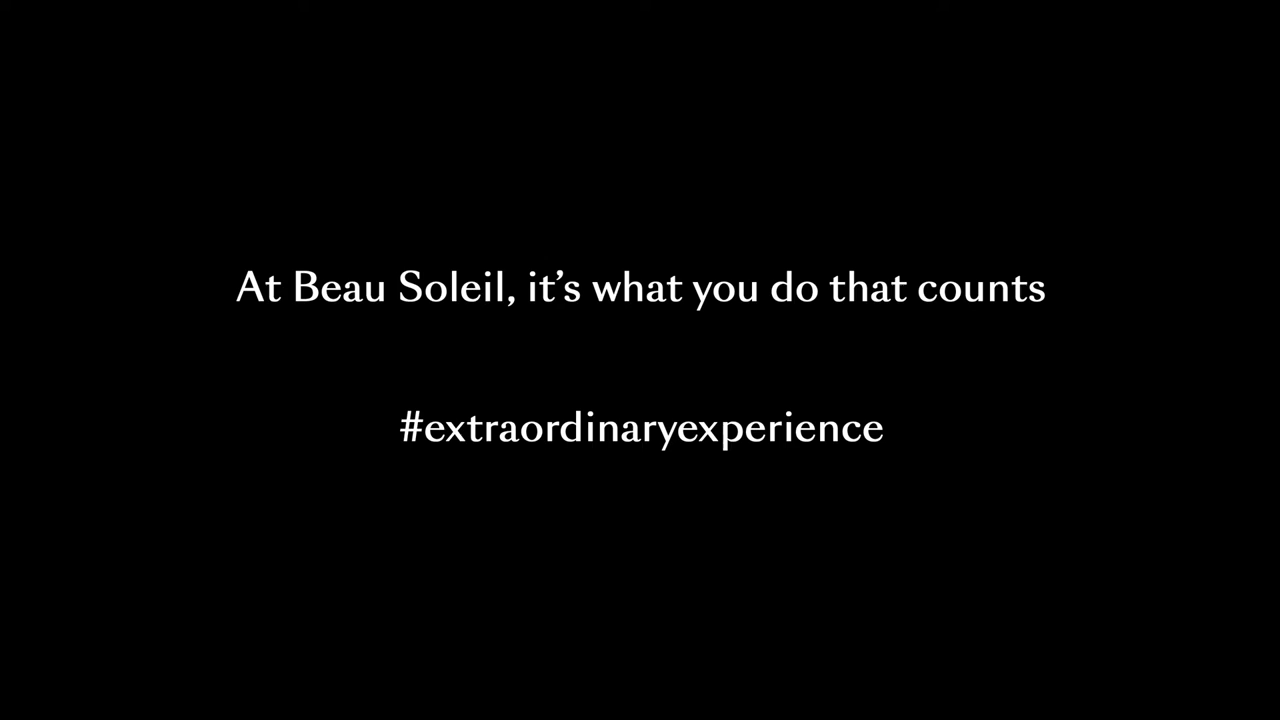 At Beau Soleil, it’s what you do that counts
#extraordinaryexperience